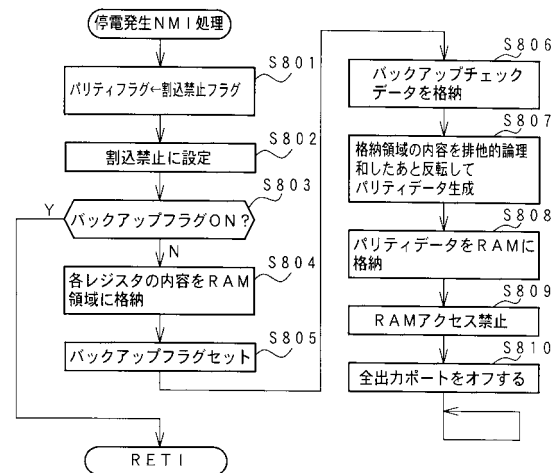 停電発生NMI処理
S801
パリティフラグ←割込禁止フラグ
S802
割込禁止に設定
S803
バックアップフラグON?
Y
N
S804
各レジスタの内容をRAM
領域に格納
S805
バックアップフラグセット
RETI
S806
バックアップチェック
データを格納
S807
格納領域の内容を排他的論理
和したあと反転して
パリティデータ生成
S808
パリティデータをRAMに
格納
S809
RAMアクセス禁止
S810
全出力ポートをオフする